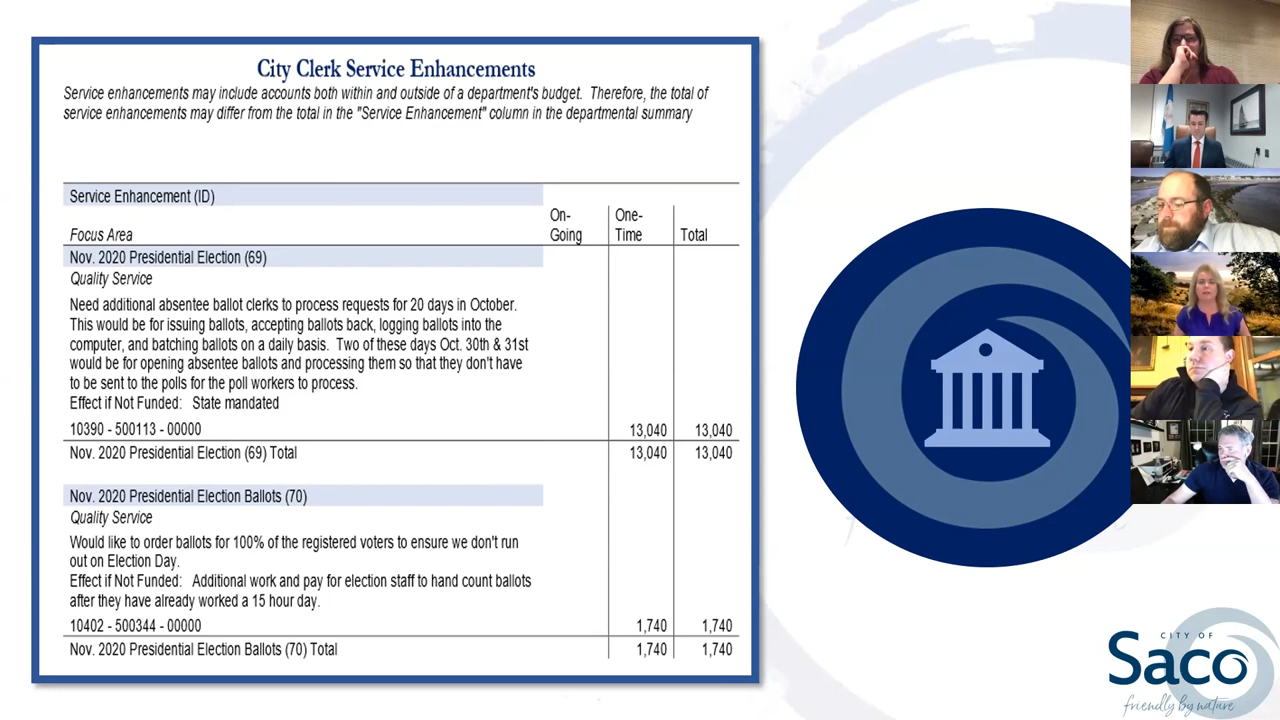 City Clerk Service Enhancements
Service enhancements may include accounts both within and outside of a department's budget. Therefore, the total of
service enhancements may differ from the total in the "Service Enhancement" column in the departmental summary
Service Enhancement (ID)
Focus Area
On-
Going
One-
Time
Total
Nov. 2020 Presidential Election (69)
Quality Service
Need additional absentee ballot clerks to process requests for 20 days in October.
This would be for issuing ballots, accepting ballots back, logging ballots into the
computer, and batching ballots on a daily basis. Two of these days Oct. 30th & 31st
would be for opening absentee ballots and processing them so that they don't have
to be sent to the polls for the poll workers to process.
Effect if Not Funded: State mandated
10390 - 500113 - 00000 13,040 13,040
Nov. 2020 Presidential Election (69) Total 13,040 13,040
Nov. 2020 Presidential Election Ballots (70)
Quality Service
Would like to order ballots for 100% of the registered voters to ensure we don't run
out on Election Day.
Effect if Not Funded: Additional work and pay for election staff to hand count ballots
after they have already worked a 15 hour day.
10402 - 500344 - 00000 1,740 1,740
Nov. 2020 Presidential Election Ballots (70) Total 1,740 1,740
CITY OF
Saco
friendly by nature